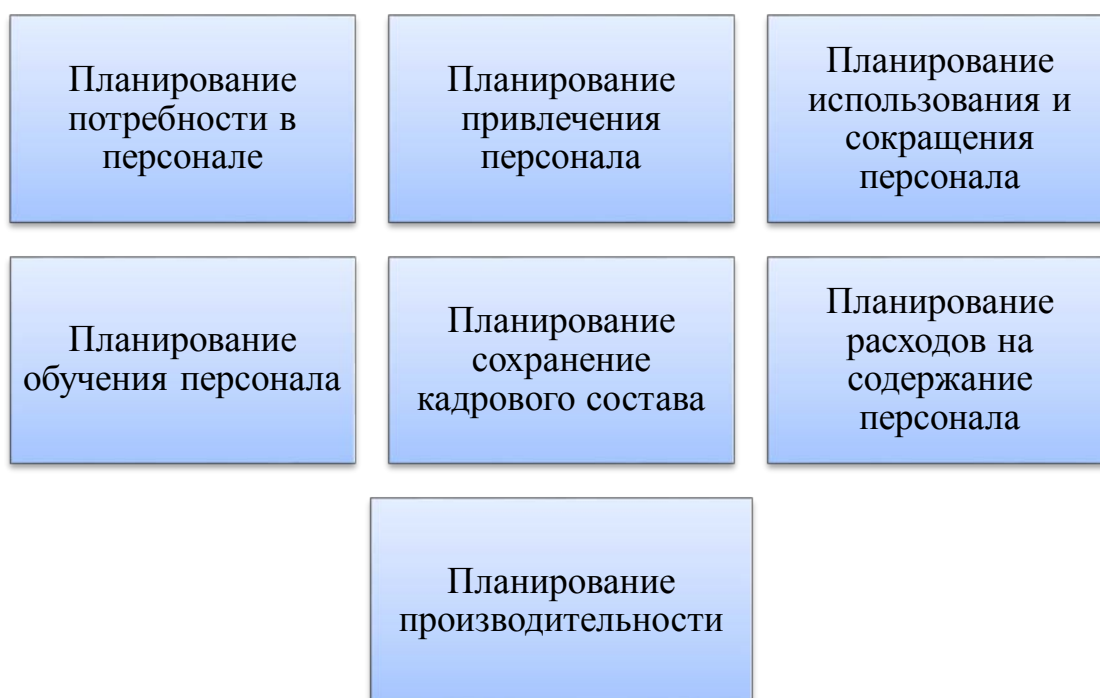 Планирование
потребности в
персонале
Планирование
привлечения
персонала
Планирование
использования и
сокращения
персонала
Планирование
обучения персонала
Планирование
сохранение
кадрового состава
Планирование
расходов на
содержание
персонала
Планирование
производительности